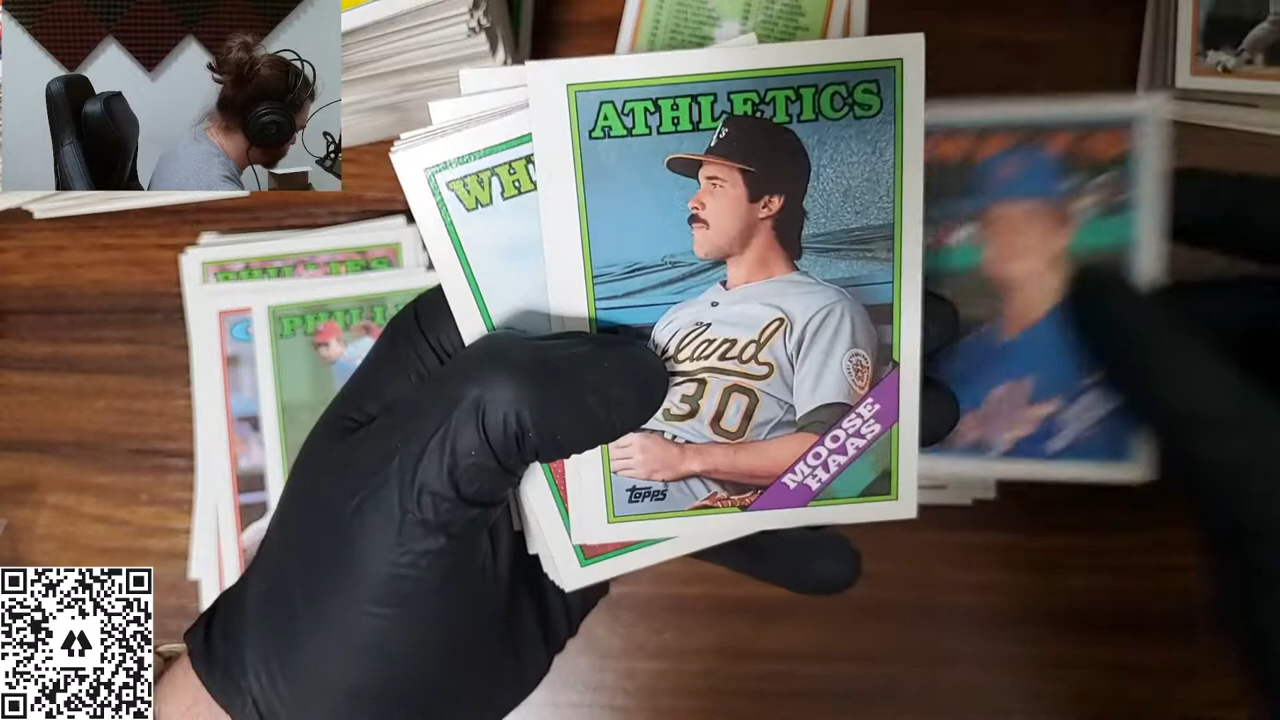 ATHLETICS
WH
PHILLIES
PHILLI
land
30
MOOSE
HAAS
Topps